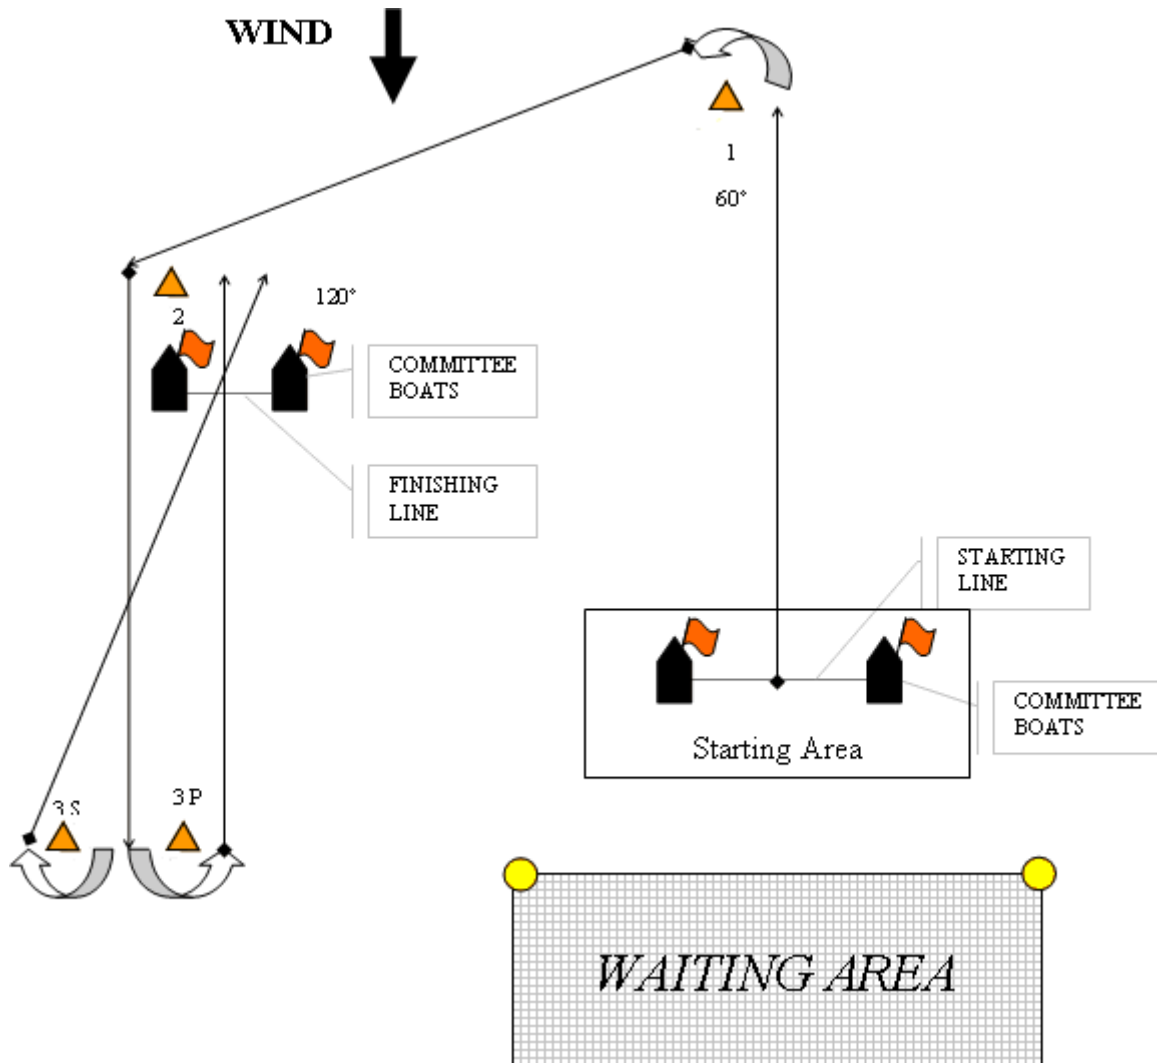 WIND
1
60°
120°
2
COMMITTEE
BOATS
FINISHING
LINE
STARTING
LINE
COMMITTEE
BOATS
Starting Area
3 S
3 P
WAITING AREA